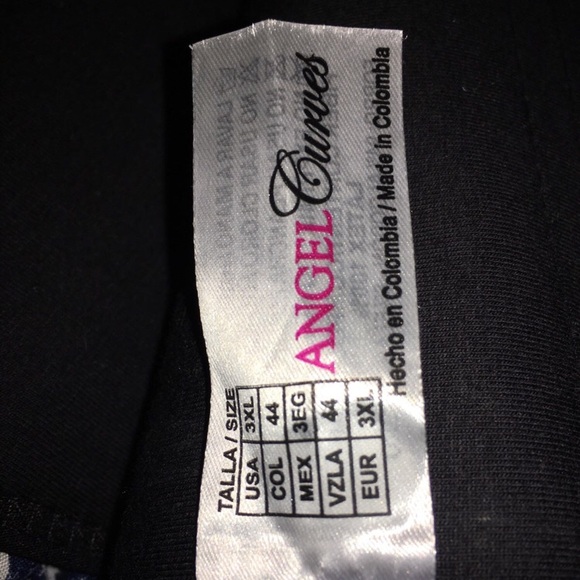 ANGEL Curves
Hecho en Colombia / Made in Colombia
TALLA / SIZE
USA 3XL
COL 44
MEX 3EG
VZLA 44
EUR 3XL